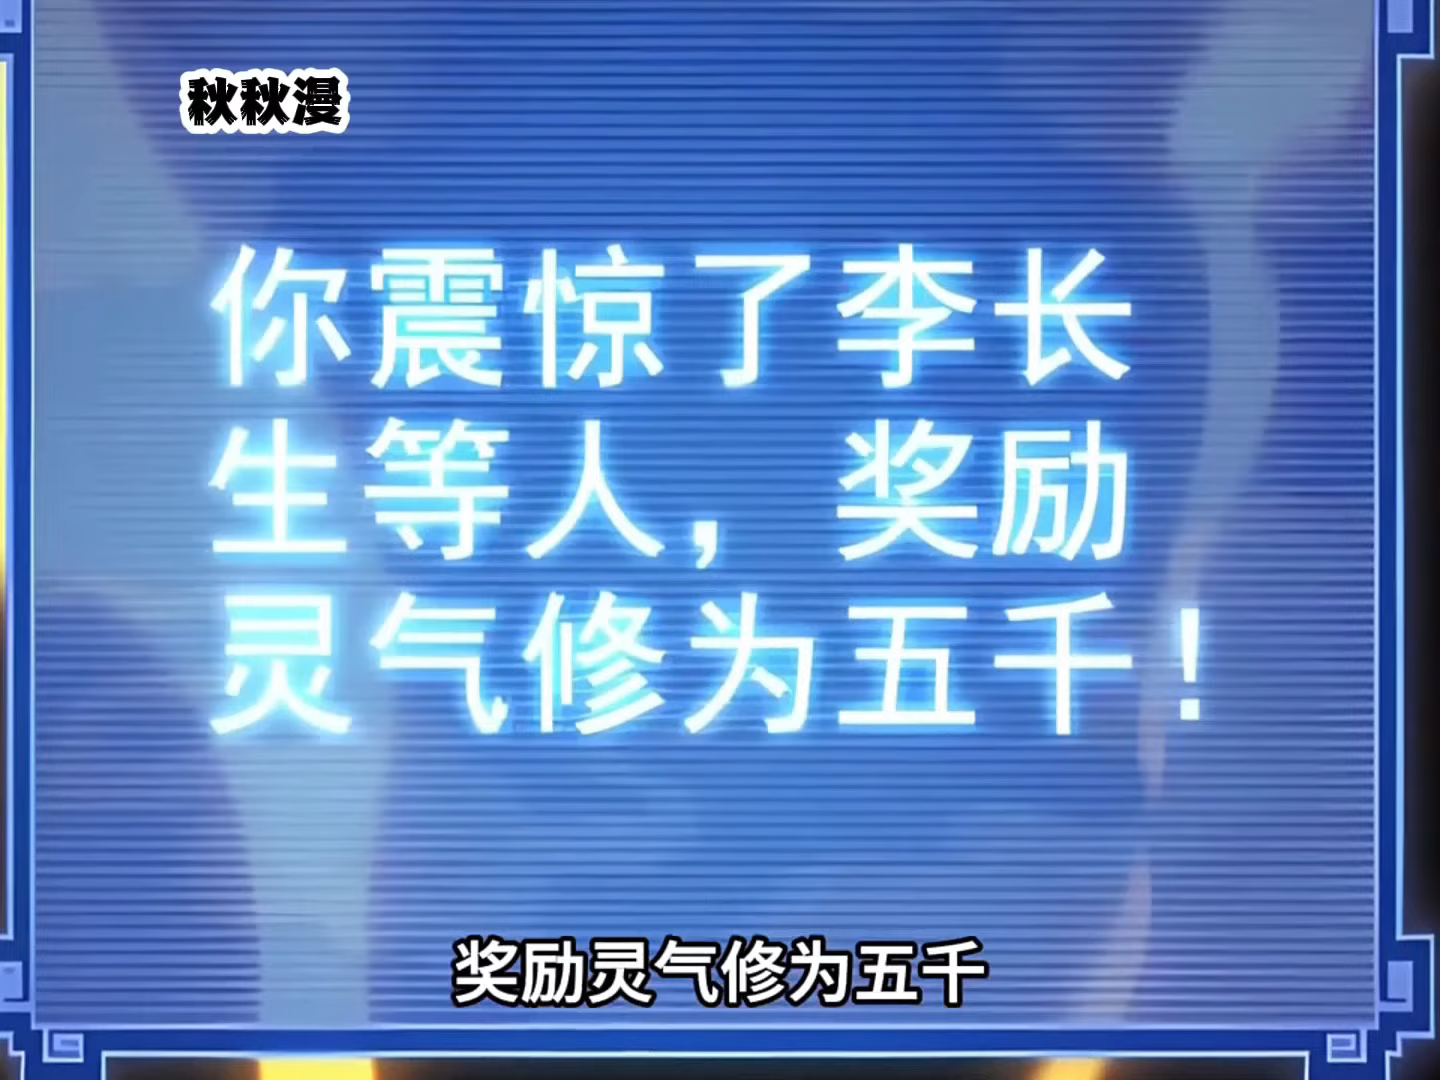 秋秋漫
你震惊了李长
生等人，奖励
灵气修为五千！
奖励灵气修为五千